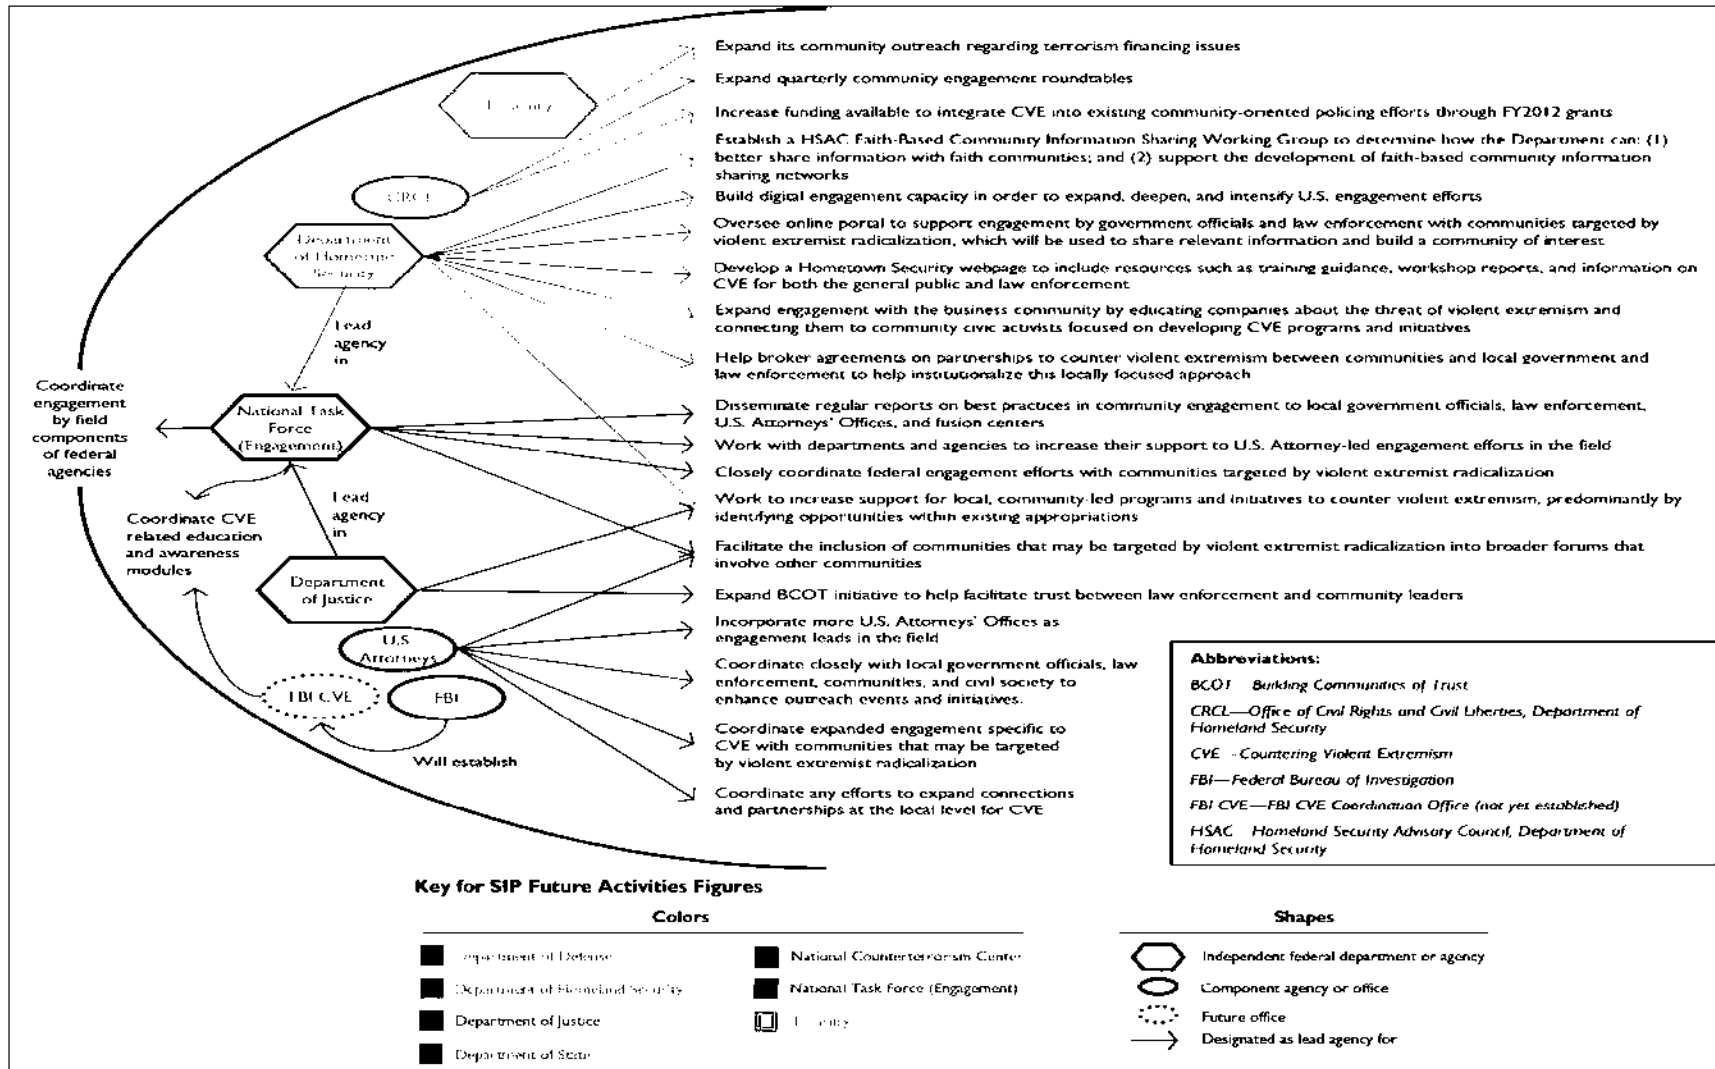 Expand its community outreach regarding terrorism financing issues
Expand quarterly community engagement roundtables
Increase funding available to integrate CVE into existing community-oriented policing efforts through FY2012 grants
Establish a HSAC Faith-Based Community Information Sharing Working Group to determine how the Department can: (1)
better share information with faith communities; and (2) support the development of faith-based community information
sharing networks
CRCL
Build digital engagement capacity in order to expand, deepen, and intensify U.S. engagement efforts
Department
of Homeland
Security
Oversee online portal to support engagement by government officials and law enforcement with communities targeted by
violent extremist radicalization, which will be used to share relevant information and build a community of interest
Develop a Hometown Security webpage to include resources such as training guidance, workshop reports, and information on
CVE for both the general public and law enforcement
Lead
agency
in
Expand engagement with the business community by educating companies about the threat of violent extremism and
connecting them to community civic activists focused on developing CVE programs and initiatives
Help broker agreements on partnerships to counter violent extremism between communities and local government and
law enforcement to help institutionalize this locally focused approach
Coordinate
engagement
by field
components
of federal
agencies
National Task
Force
(Engagement)
Disseminate regular reports on best practices in community engagement to local government officials, law enforcement,
U.S. Attorneys' Offices, and fusion centers
Work with departments and agencies to increase their support to U.S. Attorney-led engagement efforts in the field
Closely coordinate federal engagement efforts with communities targeted by violent extremist radicalization
Lead
agency
in
Work to increase support for local, community-led programs and initiatives to counter violent extremism, predominantly by
identifying opportunities within existing appropriations
Coordinate CVE
related education
and awareness
modules
Facilitate the inclusion of communities that may be targeted by violent extremist radicalization into broader forums that
involve other communities
Department
of Justice
Expand BCOT initiative to help facilitate trust between law enforcement and community leaders
U.S.
Attorneys
Incorporate more U.S. Attorneys' Offices as
engagement leads in the field
Coordinate closely with local government officials, law
enforcement, communities, and civil society to
enhance outreach events and initiatives.
FBI CVE
FBI
Will establish
Coordinate expanded engagement specific to
CVE with communities that may be targeted
by violent extremist radicalization
Coordinate any efforts to expand connections
and partnerships at the local level for CVE
Abbreviations:
BCOT Building Communities of Trust
CRCL—Office of Civil Rights and Civil Liberties, Department of
Homeland Security
CVE - Countering Violent Extremism
FBI—Federal Bureau of Investigation
FBI CVE—FBI CVE Coordination Office (not yet established)
HSAC Homeland Security Advisory Council, Department of
Homeland Security
Key for SIP Future Activities Figures
Colors
Department of Defense
Department of Homeland Security
Department of Justice
Department of State
National Counterterrorism Center
National Task Force (Engagement)
Shapes
Independent federal department or agency
Component agency or office
Future office
Designated as lead agency for